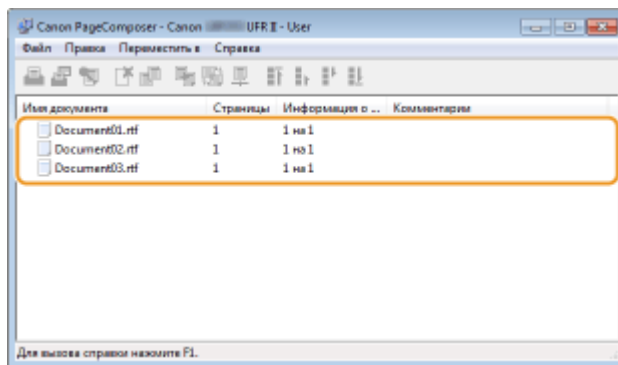 Canon PageComposer - Canon UFR II - User
Файл Правка Переместить в Справка
Имя документа Страницы Информация о ... Комментарии
Document01.rtf 1 1 на 1
Document02.rtf 1 1 на 1
Document03.rtf 1 1 на 1
Для вызова справки нажмите F1.